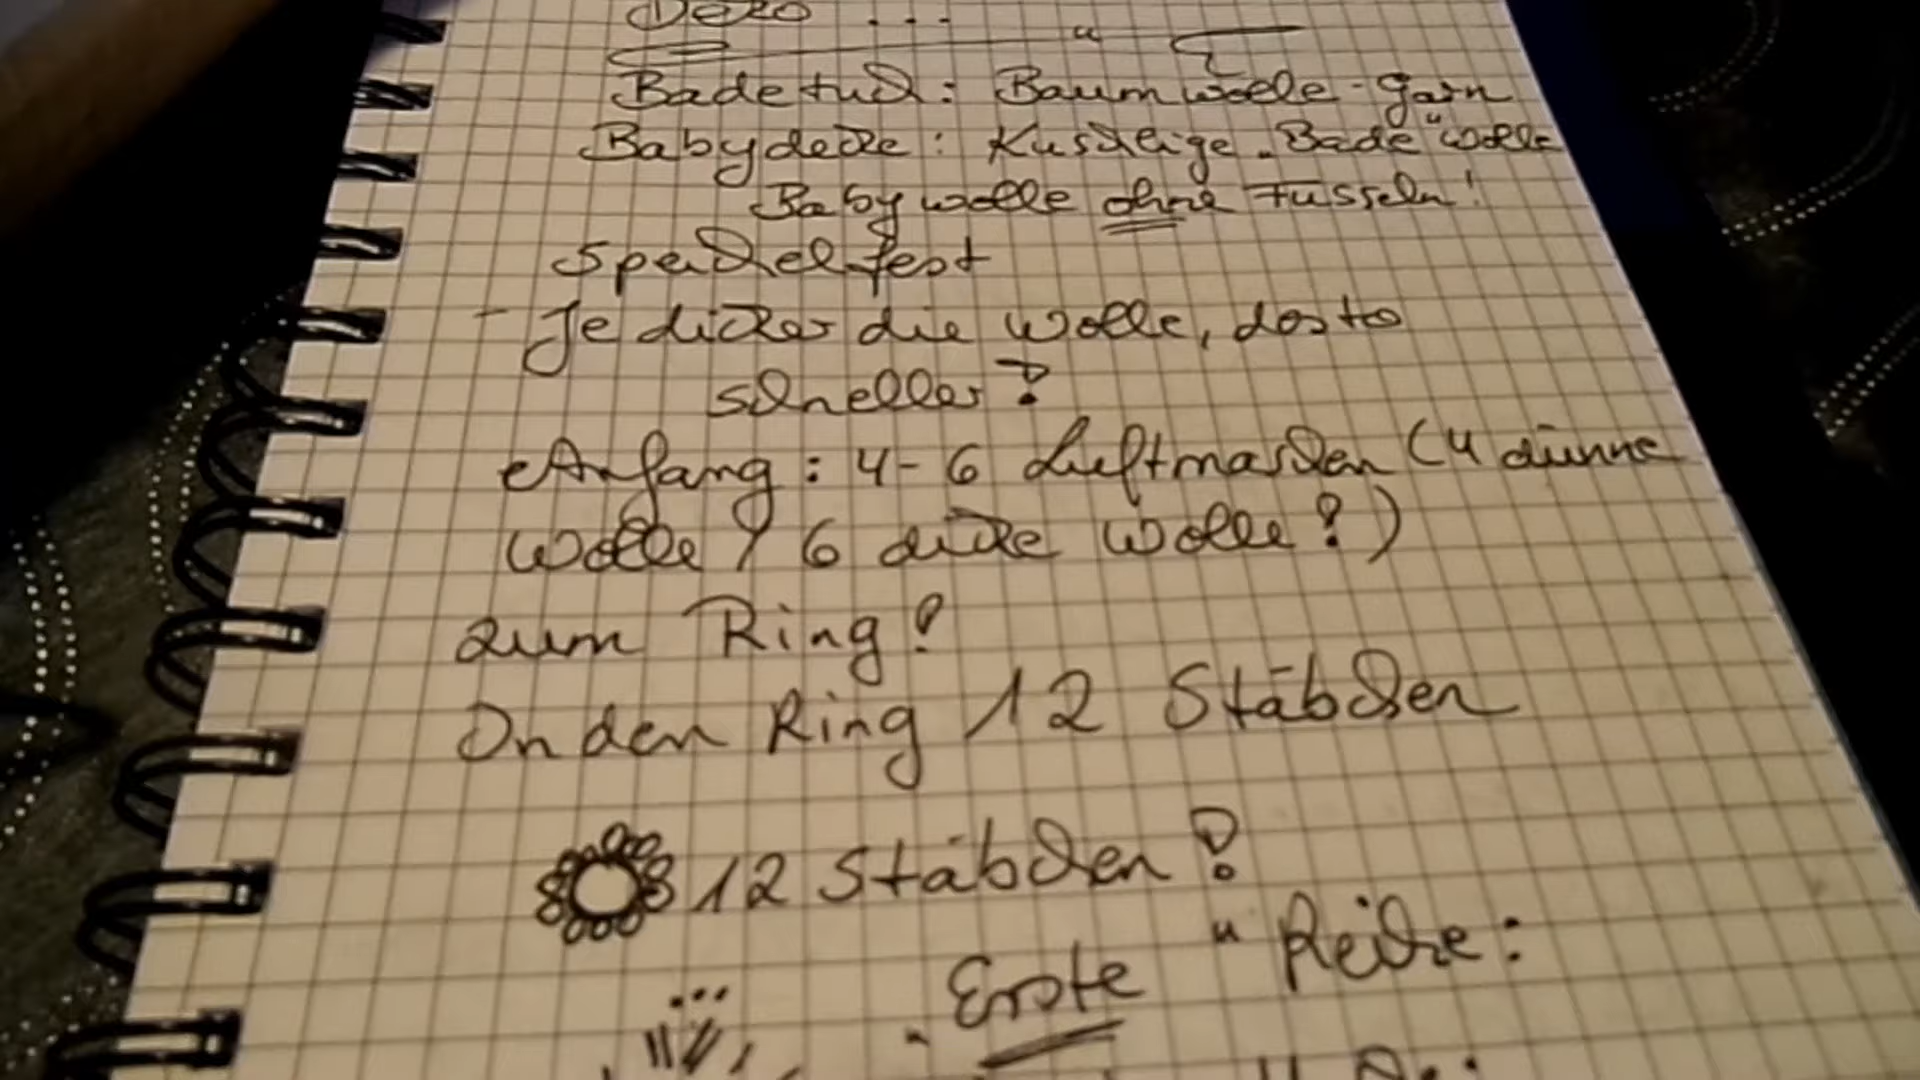 Deko ...
Badetuch: Baumwolle-Garn
Babydecke: Kuschelige „Bade"wolle
Babywolle ohne Fusseln!
Speichelfest
- Je dicker die Wolle, desto
schneller!
Anfang: 4-6 Luftmaschen (4 dünne
Wolle / 6 dicke Wolle!)
zum Ring!
In den Ring 12 Stäbchen
12 Stäbchen!
„Erste" Reihe: